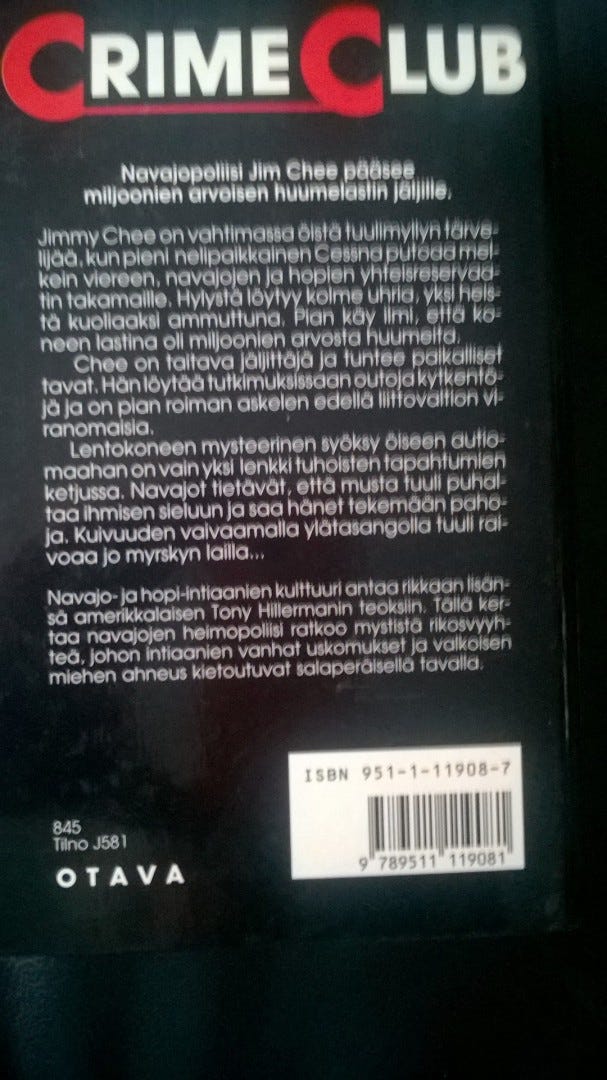 CRIME CLUB
Navajopoliisi Jim Chee pääsee
miljoonien arvoisen huumelastin jäljille.
Jimmy Chee on vahtimassa öistä tuulimyllyn tärve-
lijää, kun pieni nelipaikkainen Cessna putoaa mel-
kein viereen, navajojen ja hopien yhteisreservaa-
tin takamaille. Hylystä löytyy kolme uhria, yksi heis-
tä kuoliaaksi ammuttuna. Pian käy ilmi, että ko-
neen lastina oli miljoonien arvosta huumeita.
Chee on taitava jäljittäjä ja tuntee paikalliset
tavat. Hän löytää tutkimuksissaan outoja kytkentö-
jä ja on pian roiman askelen edellä liittovaltion vi-
ranomaisia.
Lentokoneen mysteerinen syöksy öiseen autio-
maahan on vain yksi lenkki tuhoisten tapahtumien
ketjussa. Navajot tietävät, että musta tuuli puhal-
taa ihmisen sieluun ja saa hänet tekemään paho-
ja. Kuivuuden vaivaamalla ylätasangolla tuuli rai-
voaa jo myrskyn lailla...
Navajo- ja hopi-intiaanien kulttuuri antaa rikkaan lisän-
sä amerikkalaisen Tony Hillermanin teoksiin. Tällä ker-
taa navajojen heimopoliisi ratkoo mystistä rikosvyyh-
teä, johon intiaanien vanhat uskomukset ja valkoisen
miehen ahneus kietoutuvat salaperäisellä tavalla.
ISBN 951-1-11908-7
9 789511 119081
845
Tilno J581
OTAVA